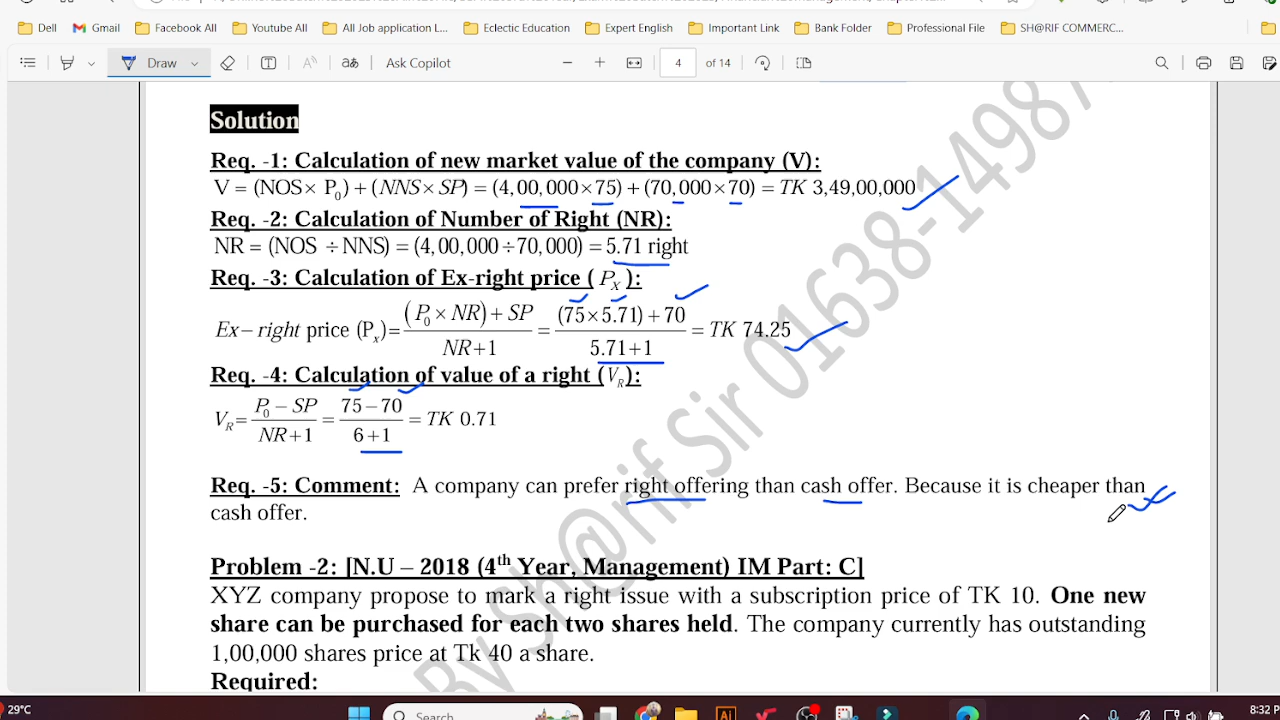 Dell Gmail Facebook All Youtube All All Job application L... Eclectic Education Expert English Important Link Bank Folder Professional File SH@RIF COMMERC...
Draw Ask Copilot 4 of 14
Solution
Req. -1: Calculation of new market value of the company (V):
V = (NOS× P₀) + (NNS × SP) = (4,00,000×75) + (70,000×70) = TK 3,49,00,000
Req. -2: Calculation of Number of Right (NR):
NR = (NOS ÷ NNS) = (4,00,000÷70,000) = 5.71 right
Req. -3: Calculation of Ex-right price ( Pₓ ):
Ex− right price (Pₓ)= (P₀ × NR)+ SP / NR+1 = (75×5.71)+70 / 5.71+1 = TK 74.25
Req. -4: Calculation of value of a right (V_R):
V_R= P₀ − SP / NR+1 = 75−70 / 6+1 = TK 0.71
Req. -5: Comment: A company can prefer right offering than cash offer. Because it is cheaper than
cash offer.
Problem -2: [N.U – 2018 (4th Year, Management) IM Part: C]
XYZ company propose to mark a right issue with a subscription price of TK 10. One new
share can be purchased for each two shares held. The company currently has outstanding
1,00,000 shares price at Tk 40 a share.
Required:
By Sh@rif Sir 01638-14987
29°C Search 8:32 P